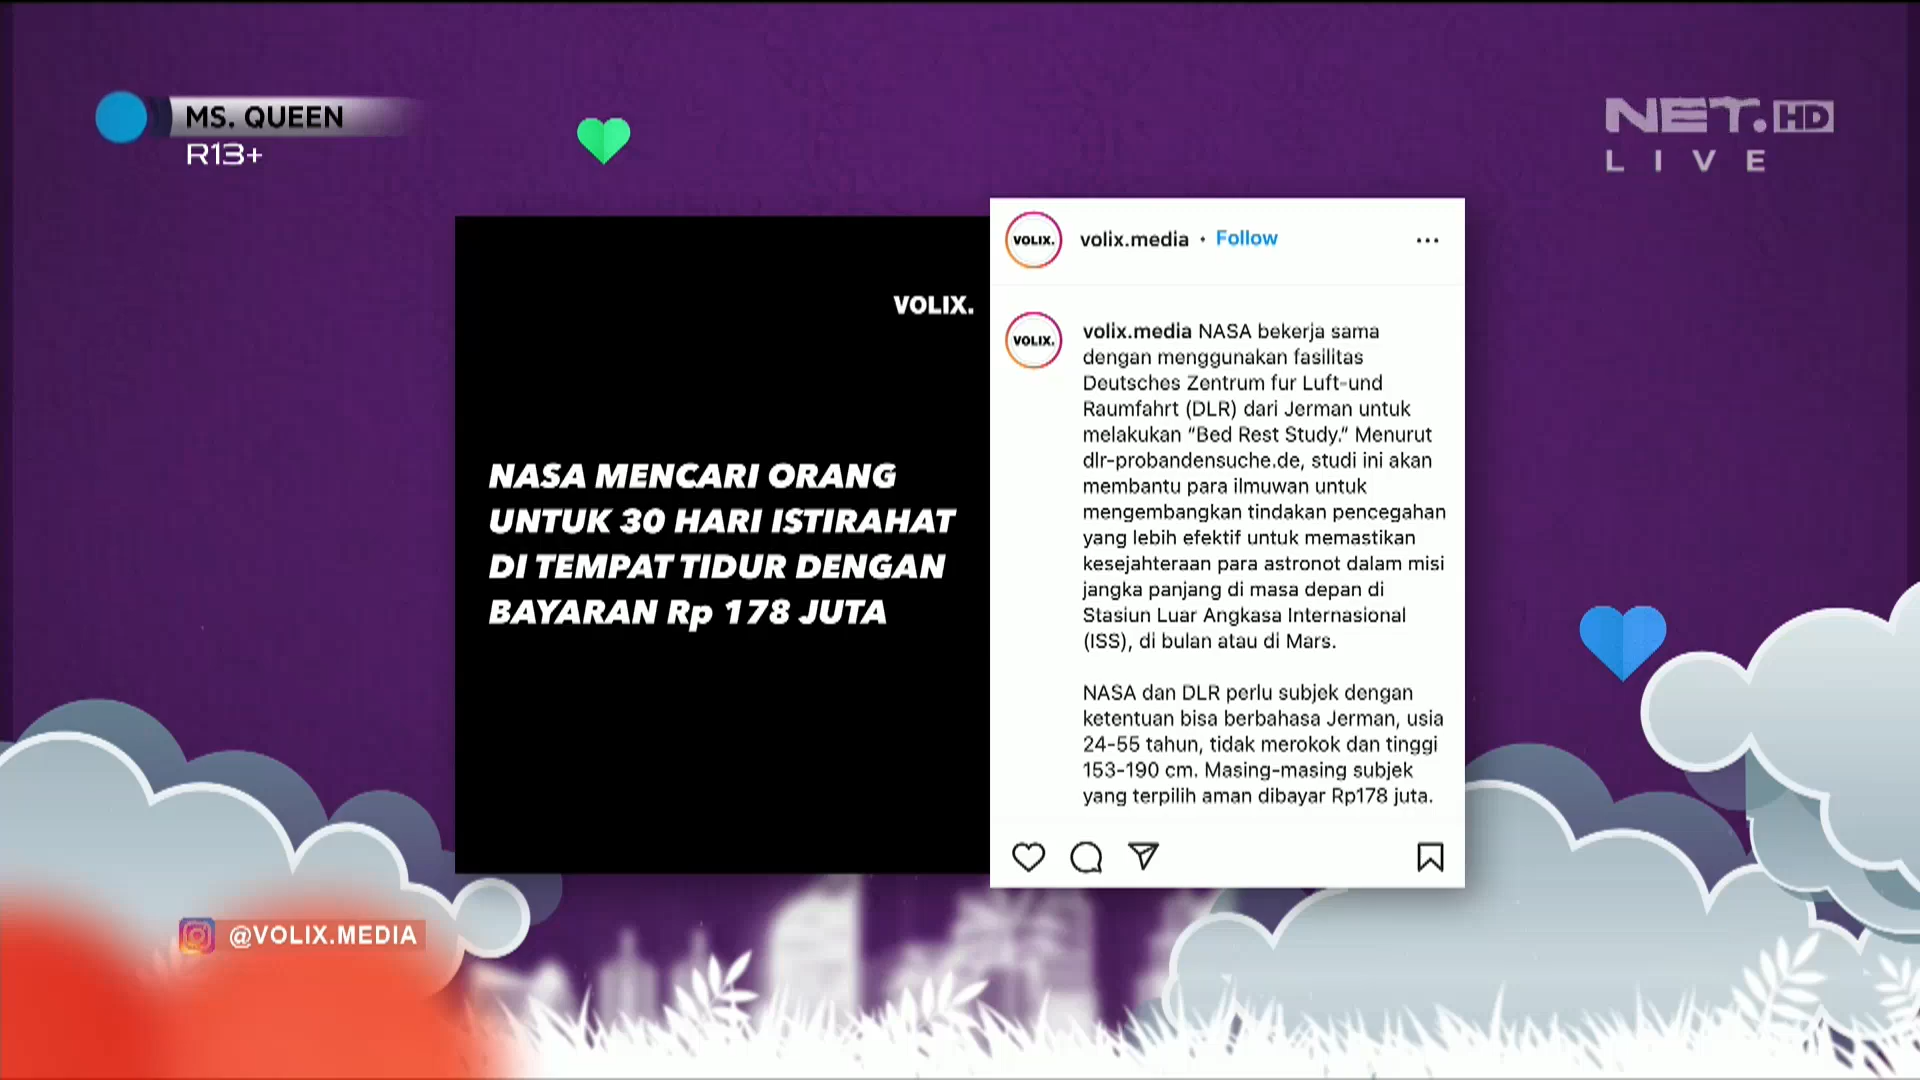 MS. QUEEN
R13+
NET. HD
LIVE
VOLIX.
NASA MENCARI ORANG
UNTUK 30 HARI ISTIRAHAT
DI TEMPAT TIDUR DENGAN
BAYARAN Rp 178 JUTA
VOLIX.
volix.media • Follow
VOLIX.
volix.media NASA bekerja sama
dengan menggunakan fasilitas
Deutsches Zentrum fur Luft-und
Raumfahrt (DLR) dari Jerman untuk
melakukan “Bed Rest Study.” Menurut
dlr-probandensuche.de, studi ini akan
membantu para ilmuwan untuk
mengembangkan tindakan pencegahan
yang lebih efektif untuk memastikan
kesejahteraan para astronot dalam misi
jangka panjang di masa depan di
Stasiun Luar Angkasa Internasional
(ISS), di bulan atau di Mars.
NASA dan DLR perlu subjek dengan
ketentuan bisa berbahasa Jerman, usia
24-55 tahun, tidak merokok dan tinggi
153-190 cm. Masing-masing subjek
yang terpilih aman dibayar Rp178 juta.
@VOLIX.MEDIA